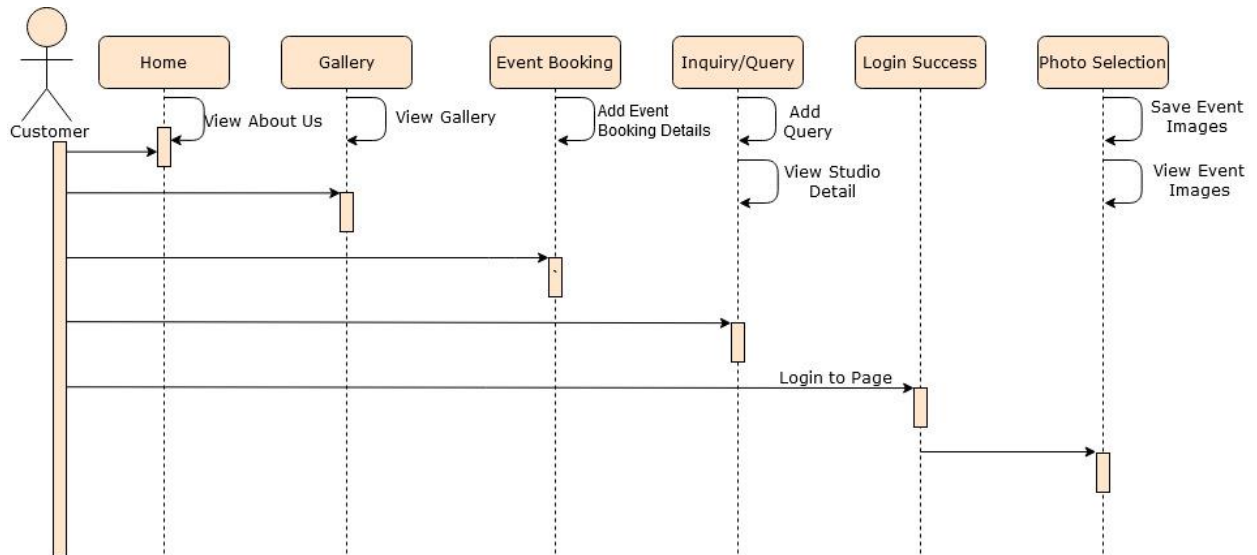 Home
Gallery
Event Booking
Inquiry/Query
Login Success
Photo Selection
Customer
View About Us
View Gallery
Add Event
Booking Details
Add
Query
View Studio
Detail
Save Event
Images
View Event
Images
`
Login to Page